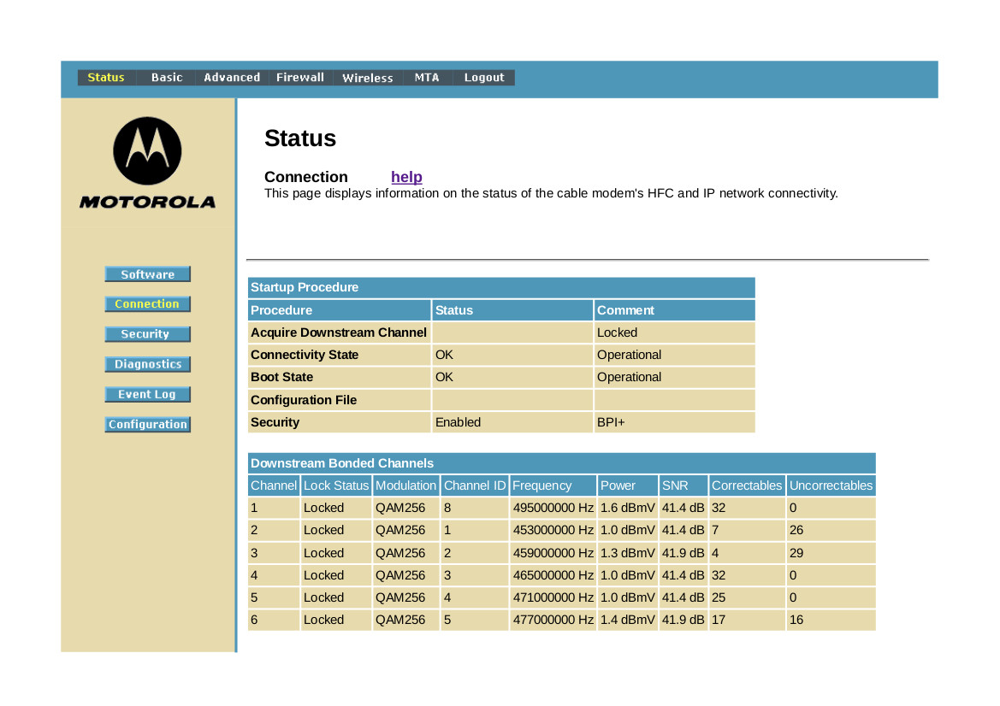 Status Basic Advanced Firewall Wireless MTA Logout
MOTOROLA
Software
Connection
Security
Diagnostics
Event Log
Configuration
Status
Connection help
This page displays information on the status of the cable modem's HFC and IP network connectivity.
Startup Procedure
Procedure Status Comment
Acquire Downstream Channel Locked
Connectivity State OK Operational
Boot State OK Operational
Configuration File
Security Enabled BPI+
Downstream Bonded Channels
Channel Lock Status Modulation Channel ID Frequency Power SNR Correctables Uncorrectables
1 Locked QAM256 8 495000000 Hz 1.6 dBmV 41.4 dB 32 0
2 Locked QAM256 1 453000000 Hz 1.0 dBmV 41.4 dB 7 26
3 Locked QAM256 2 459000000 Hz 1.3 dBmV 41.9 dB 4 29
4 Locked QAM256 3 465000000 Hz 1.0 dBmV 41.4 dB 32 0
5 Locked QAM256 4 471000000 Hz 1.0 dBmV 41.4 dB 25 0
6 Locked QAM256 5 477000000 Hz 1.4 dBmV 41.9 dB 17 16